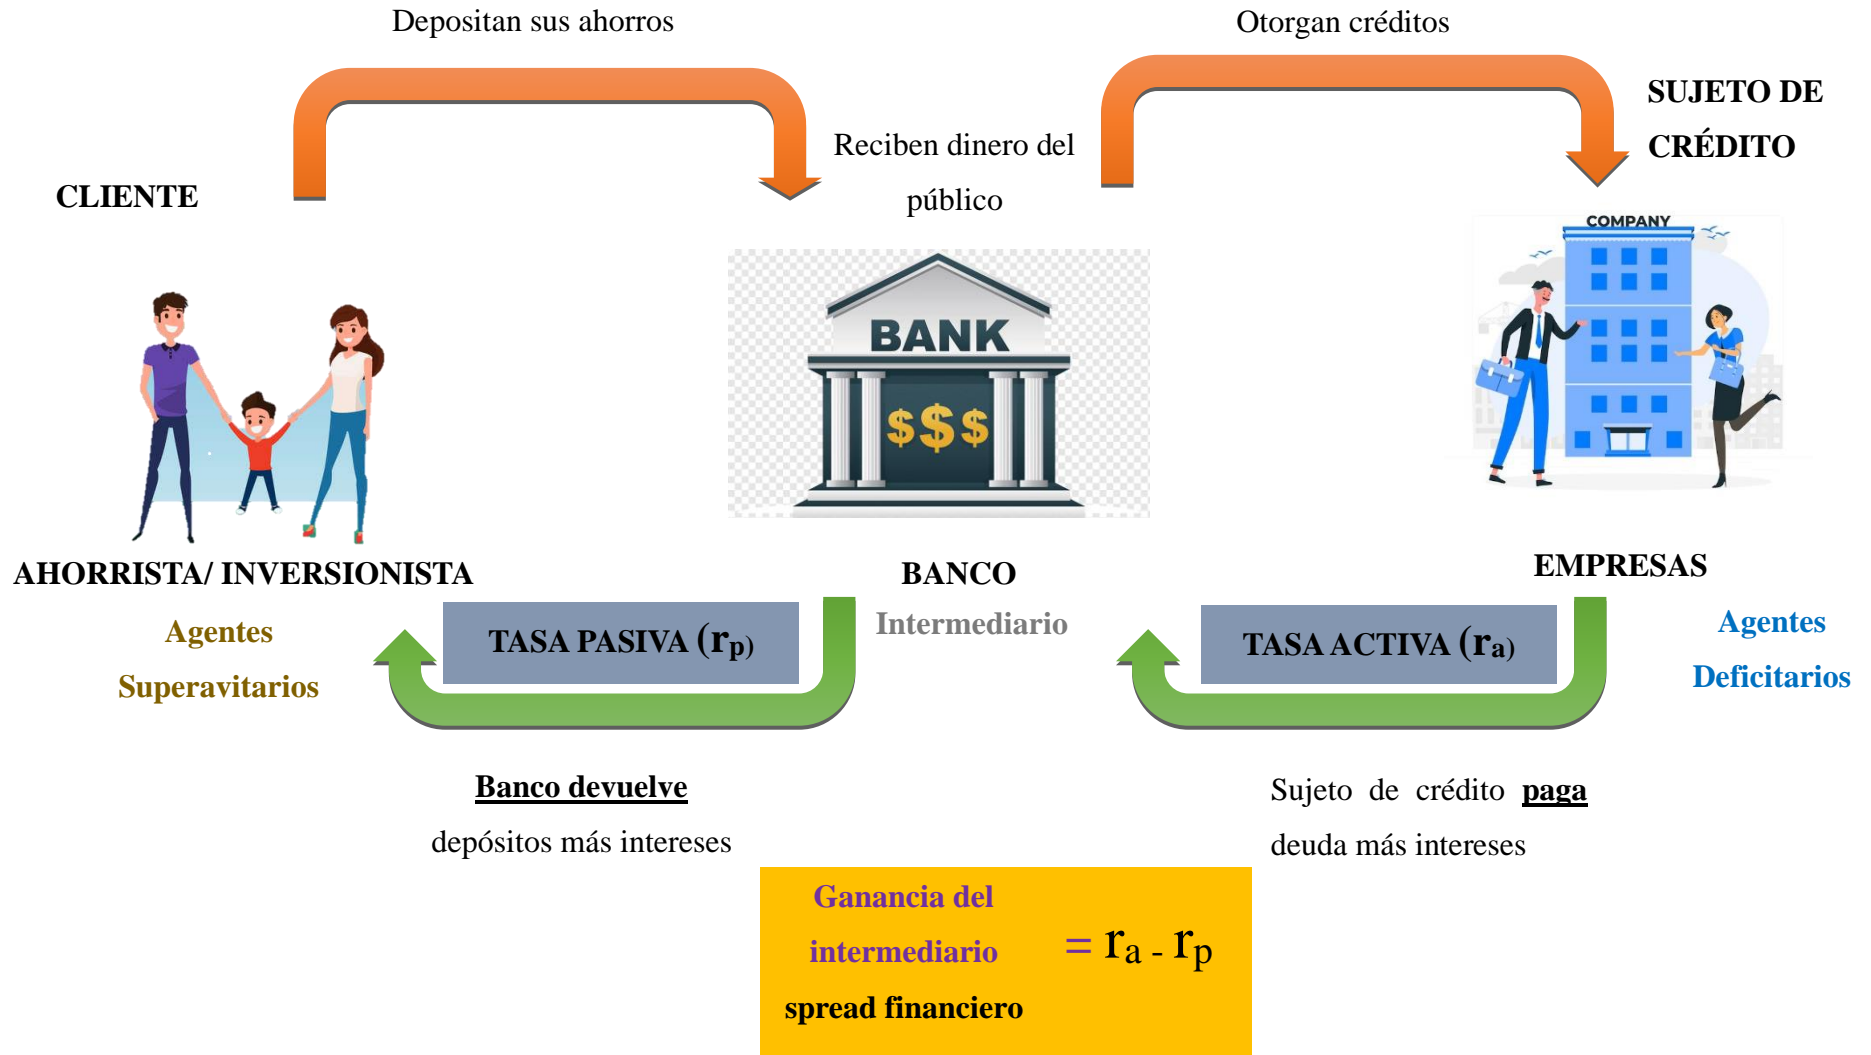 Depositan sus ahorros
Otorgan créditos
SUJETO DE
CRÉDITO
Reciben dinero del
público
CLIENTE
COMPANY
BANK
$$$
AHORRISTA/ INVERSIONISTA
BANCO
EMPRESAS
Agentes
Superavitarios
TASA PASIVA (rp)
Intermediario
TASA ACTIVA (ra)
Agentes
Deficitarios
Banco devuelve
depósitos más intereses
Sujeto de crédito paga
deuda más intereses
Ganancia del
intermediario
= ra - rp
spread financiero